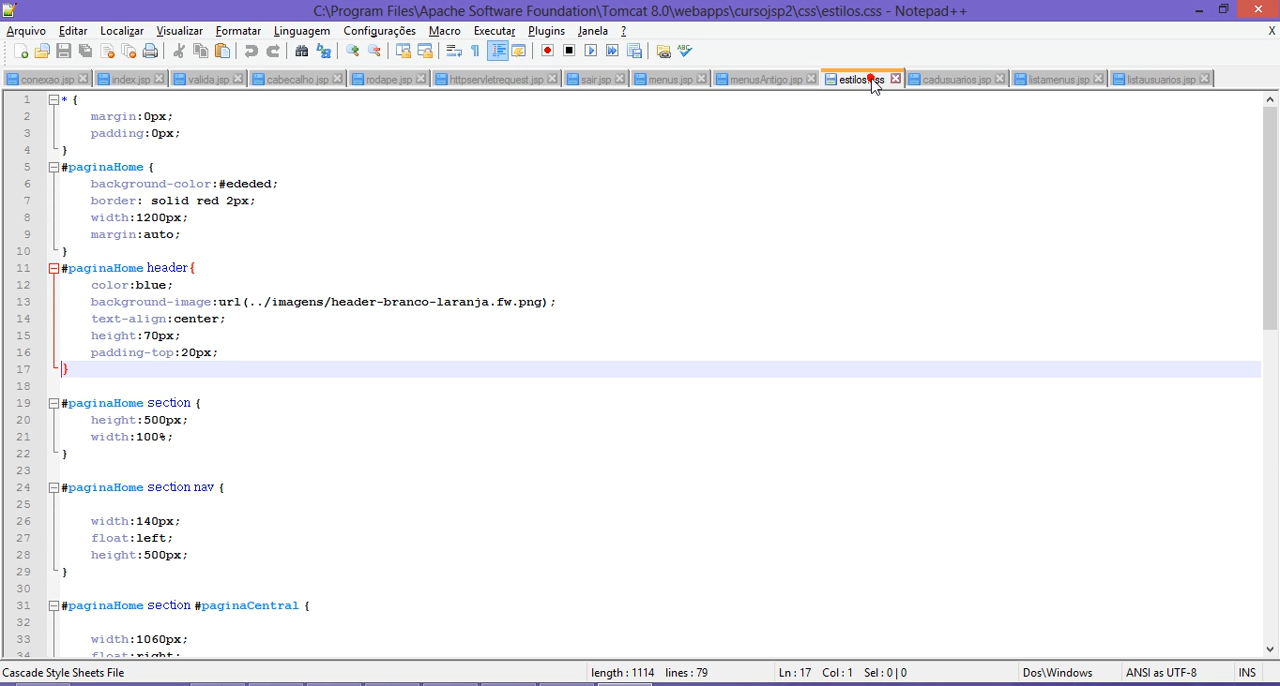 C:\Program Files\Apache Software Foundation\Tomcat 8.0\webapps\cursojsp2\css\estilos.css - Notepad++
Arquivo Editar Localizar Visualizar Formatar Linguagem Configurações Macro Executar Plugins Janela ? X
conexao.jsp index.jsp valida.jsp cabecalho.jsp rodape.jsp httpservletrequest.jsp sair.jsp menus.jsp menusAntigo.jsp cadusuarios.jsp listamenus.jsp listausuarios.jsp
1 * {
2 margin:0px;
3 padding:0px;
4 }
5 #paginaHome {
6 background-color:#ededed;
7 border: solid red 2px;
8 width:1200px;
9 margin:auto;
10 }
11 #paginaHome header{
12 color:blue;
13 background-image:url(../imagens/header-branco-laranja.fw.png);
14 text-align:center;
15 height:70px;
16 padding-top:20px;
17 }
18
19 #paginaHome section {
20 height:500px;
21 width:100%;
22 }
23
24 #paginaHome section nav {
25
26 width:140px;
27 float:left;
28 height:500px;
29 }
30
31 #paginaHome section #paginaCentral {
32
33 width:1060px;
34 float:right;
Cascade Style Sheets File length : 1114 lines : 79 Ln : 17 Col : 1 Sel : 0 | 0 Dos\Windows ANSI as UTF-8 INS